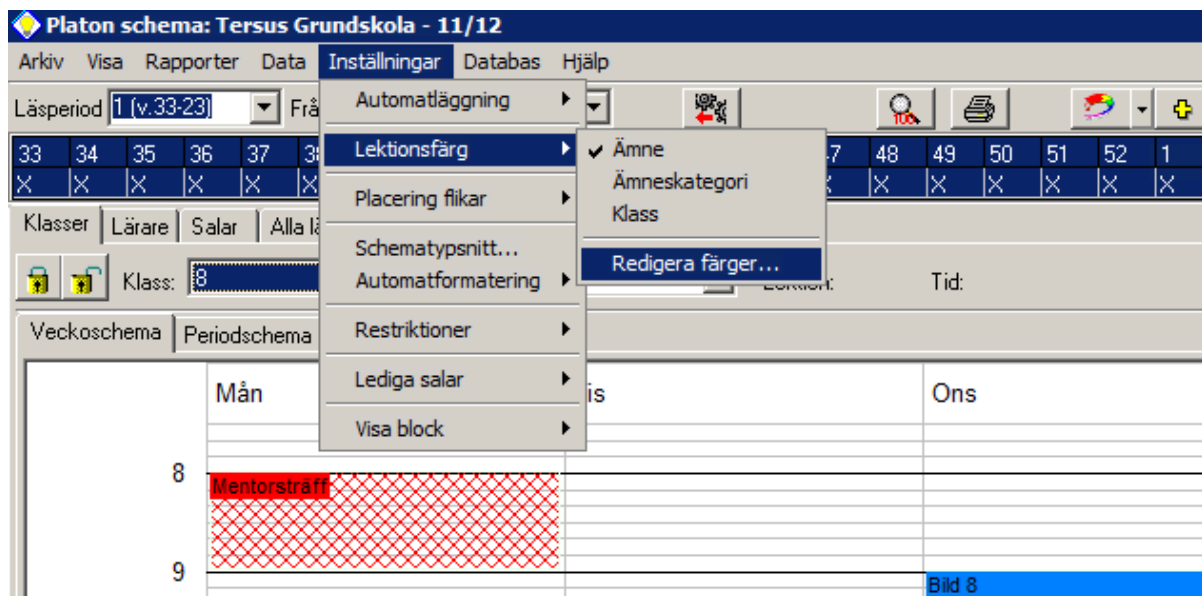 Platon schema: Tersus Grundskola - 11/12
Arkiv Visa Rapporter Data Inställningar Databas Hjälp
Läsperiod 1 (v.33-23)
33 34 35 36 37 48 49 50 51 52 1
X X X X X X X X X X X X
Klasser Lärare Salar
Klass: 8 Tid:
Veckoschema Periodschema
Automatläggning
Lektionsfärg
Placering flikar
Schematypsnitt...
Automatformatering
Restriktioner
Lediga salar
Visa block
Ämne
Ämneskategori
Klass
Redigera färger...
Mån Ons
8
Mentorsträff
9
Bild 8